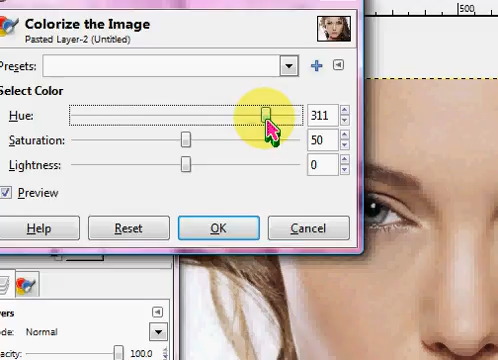 500
Colorize the Image
Pasted Layer-2 (Untitled)
Presets:
Select Color
Hue: 311
Saturation: 50
Lightness: 0
Preview
Help Reset OK Cancel
Normal
100.0